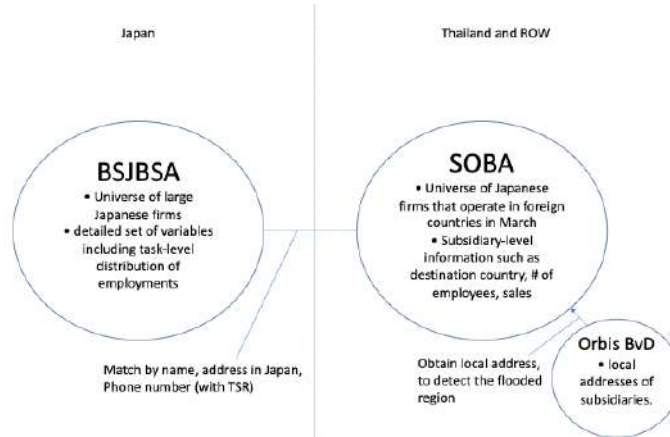 Japan
Thailand and ROW
BSJBSA
• Universe of large
Japanese firms
• detailed set of variables
including task-level
distribution of
employments
SOBA
• Universe of Japanese
firms that operate in foreign
countries in March
• Subsidiary-level
information such as
destination country, # of
employees, sales
Match by name, address in Japan,
Phone number (with TSR)
Obtain local address,
to detect the flooded
region
Orbis BvD
• local
addresses of
subsidiaries.